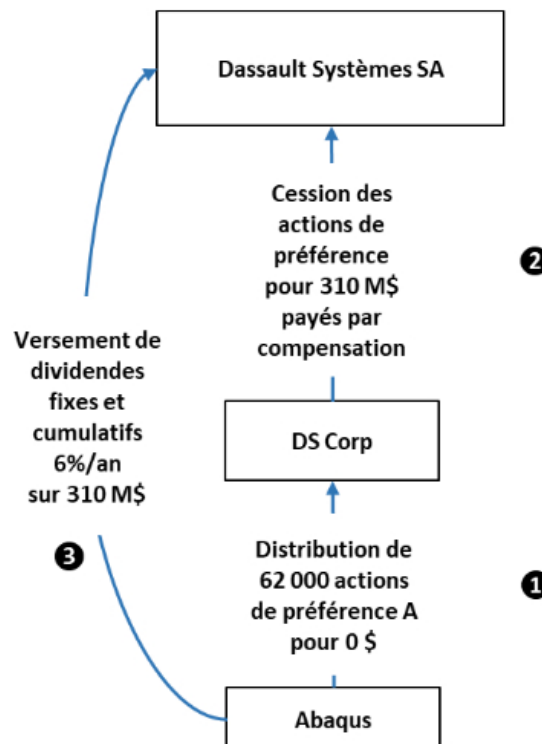 Dassault Systèmes SA
Cession des
actions de
préférence
pour 310 M$
payés par
compensation
❷
Versement de
dividendes
fixes et
cumulatifs
6%/an
sur 310 M$
❸
DS Corp
Distribution de
62 000 actions
de préférence A
pour 0 $
❶
Abaqus